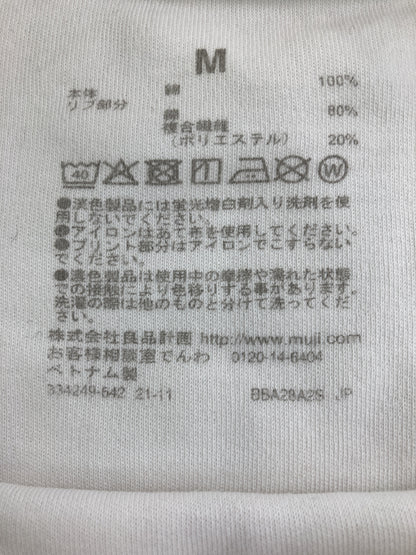 M
本体 綿 100%
リブ部分 綿 80%
複合繊維
(ポリエステル) 20%
40 W
●淡色製品には蛍光増白剤入り洗剤を使
用しないでください。
●アイロンはあて布を使用してください。
●プリント部分はアイロンでこすらない
でください。
●濃色製品は使用中の摩擦や濡れた状態
での接触により色移りする事があります。
洗濯の際は他のものと分けて洗ってくだ
さい。
株式会社良品計画 http://www.muji.com
お客様相談室でんわ 0120-14-6404
ベトナム製
334249-642 21-11 BBA28A2S JP